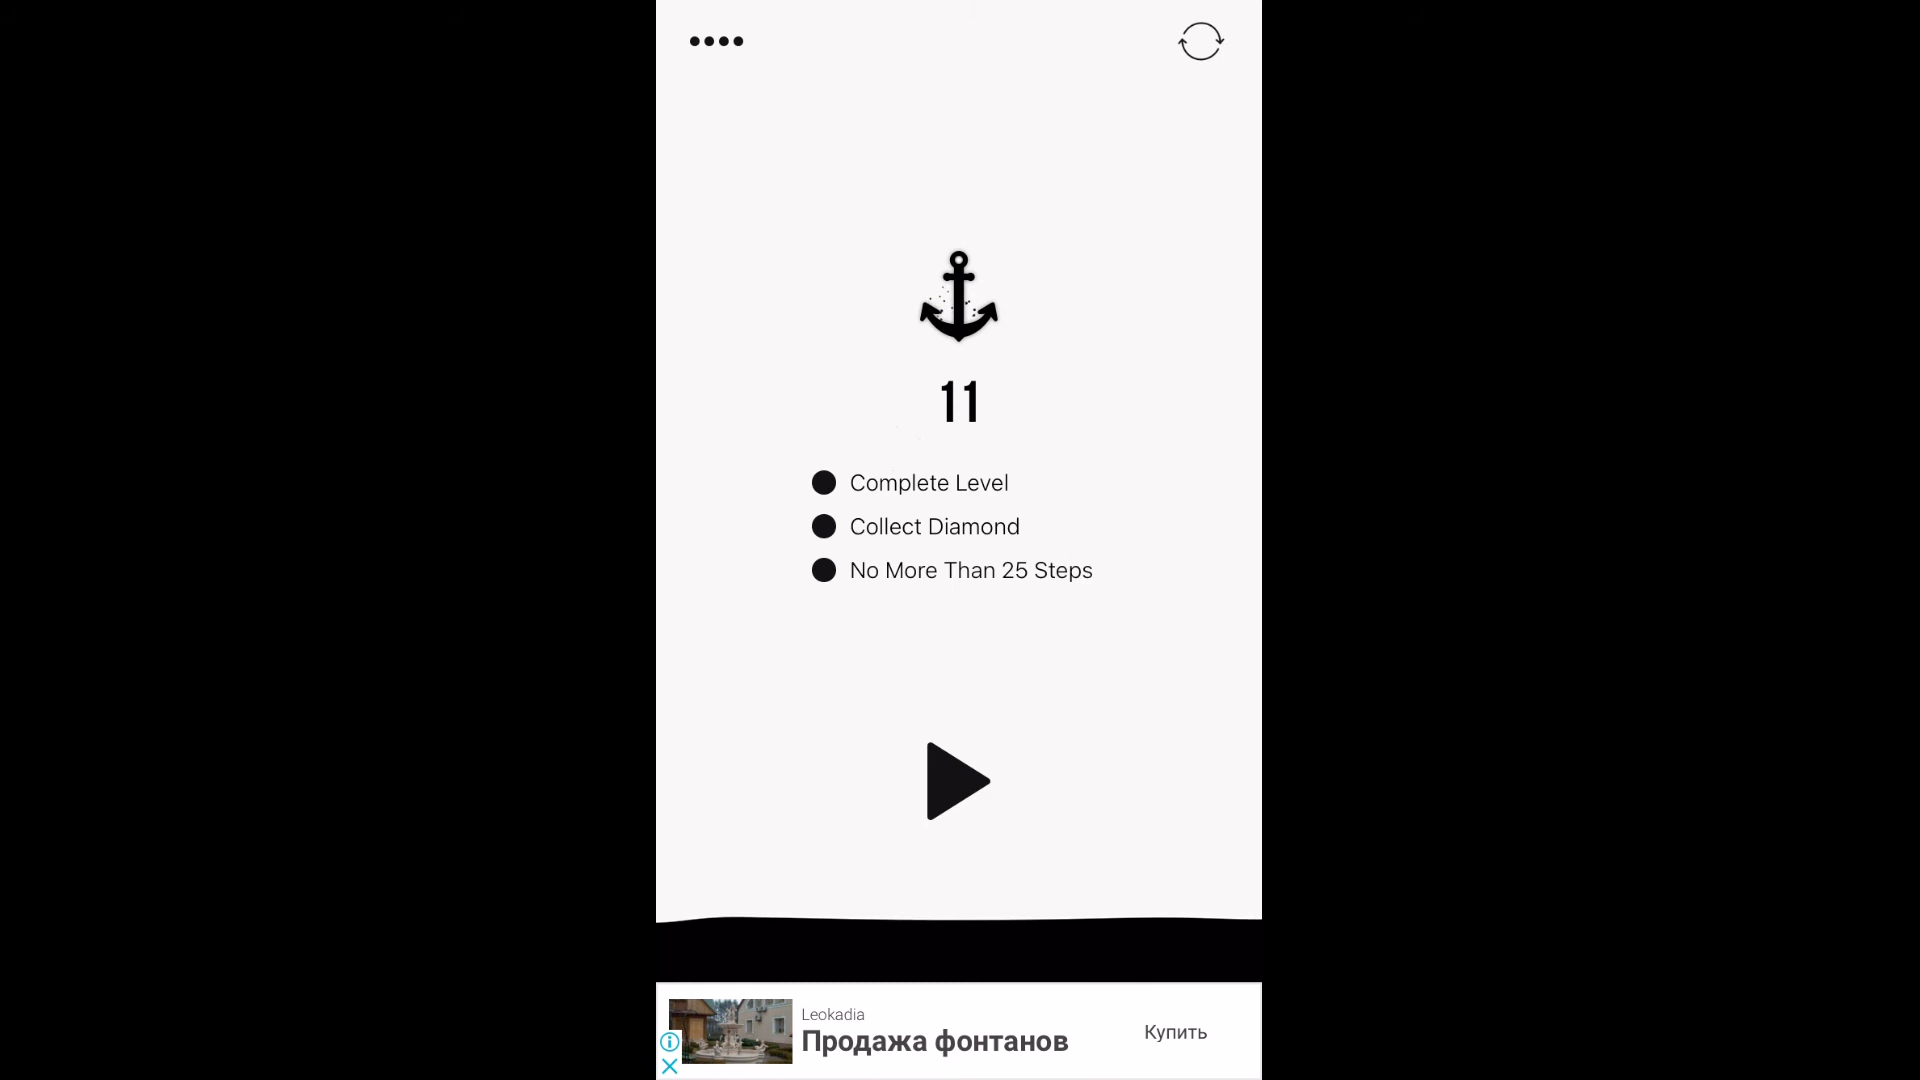 11
Complete Level
Collect Diamond
No More Than 25 Steps
Leokadia
Продажа фонтанов
Купить